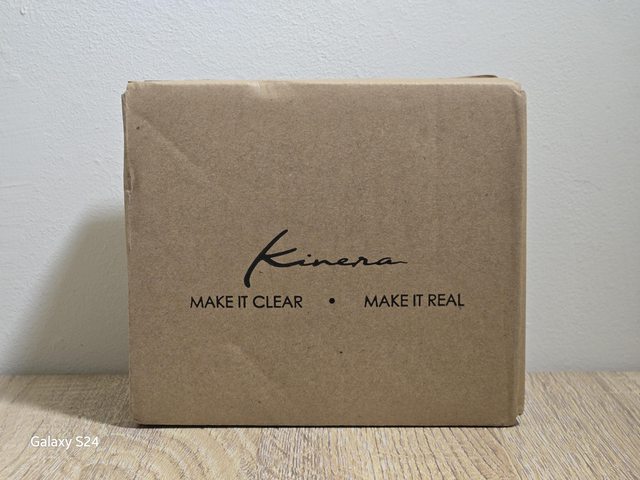 Kinera
MAKE IT CLEAR • MAKE IT REAL
Galaxy S24